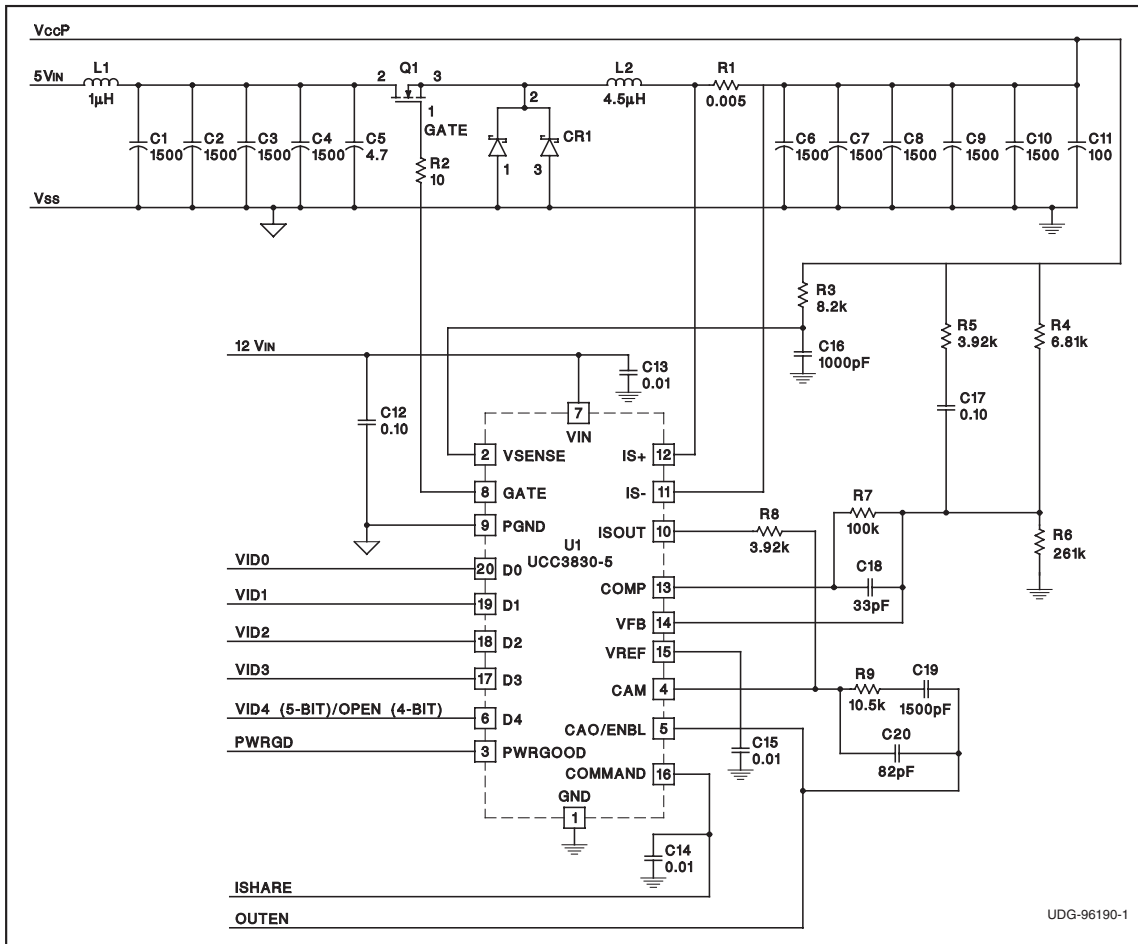 VCCP
L1
5VIN
1µH
2
Q1
3
1
GATE
R2
10
L2
4.5µH
R1
0.005
2
CR1
1
3
C1
1500
C2
1500
C3
1500
C4
1500
C5
4.7
C6
1500
C7
1500
C8
1500
C9
1500
C10
1500
C11
100
VSS
R3
8.2k
R5
3.92k
R4
6.81k
C16
1000pF
12 VIN
C13
0.01
C12
0.10
C17
0.10
7
VIN
2 VSENSE
IS+ 12
8 GATE
IS- 11
R7
100k
9 PGND
ISOUT 10
R8
3.92k
U1
UCC3830-5
R6
261k
VID0
20 D0
COMP 13
C18
33pF
VID1
19 D1
VFB 14
VID2
18 D2
VREF 15
VID3
17 D3
CAM 4
R9
10.5k
C19
1500pF
VID4 (5-BIT)/OPEN (4-BIT)
6 D4
CAO/ENBL 5
C20
82pF
PWRGD
3 PWRGOOD
C15
0.01
COMMAND 16
GND
1
C14
0.01
ISHARE
OUTEN
UDG-96190-1